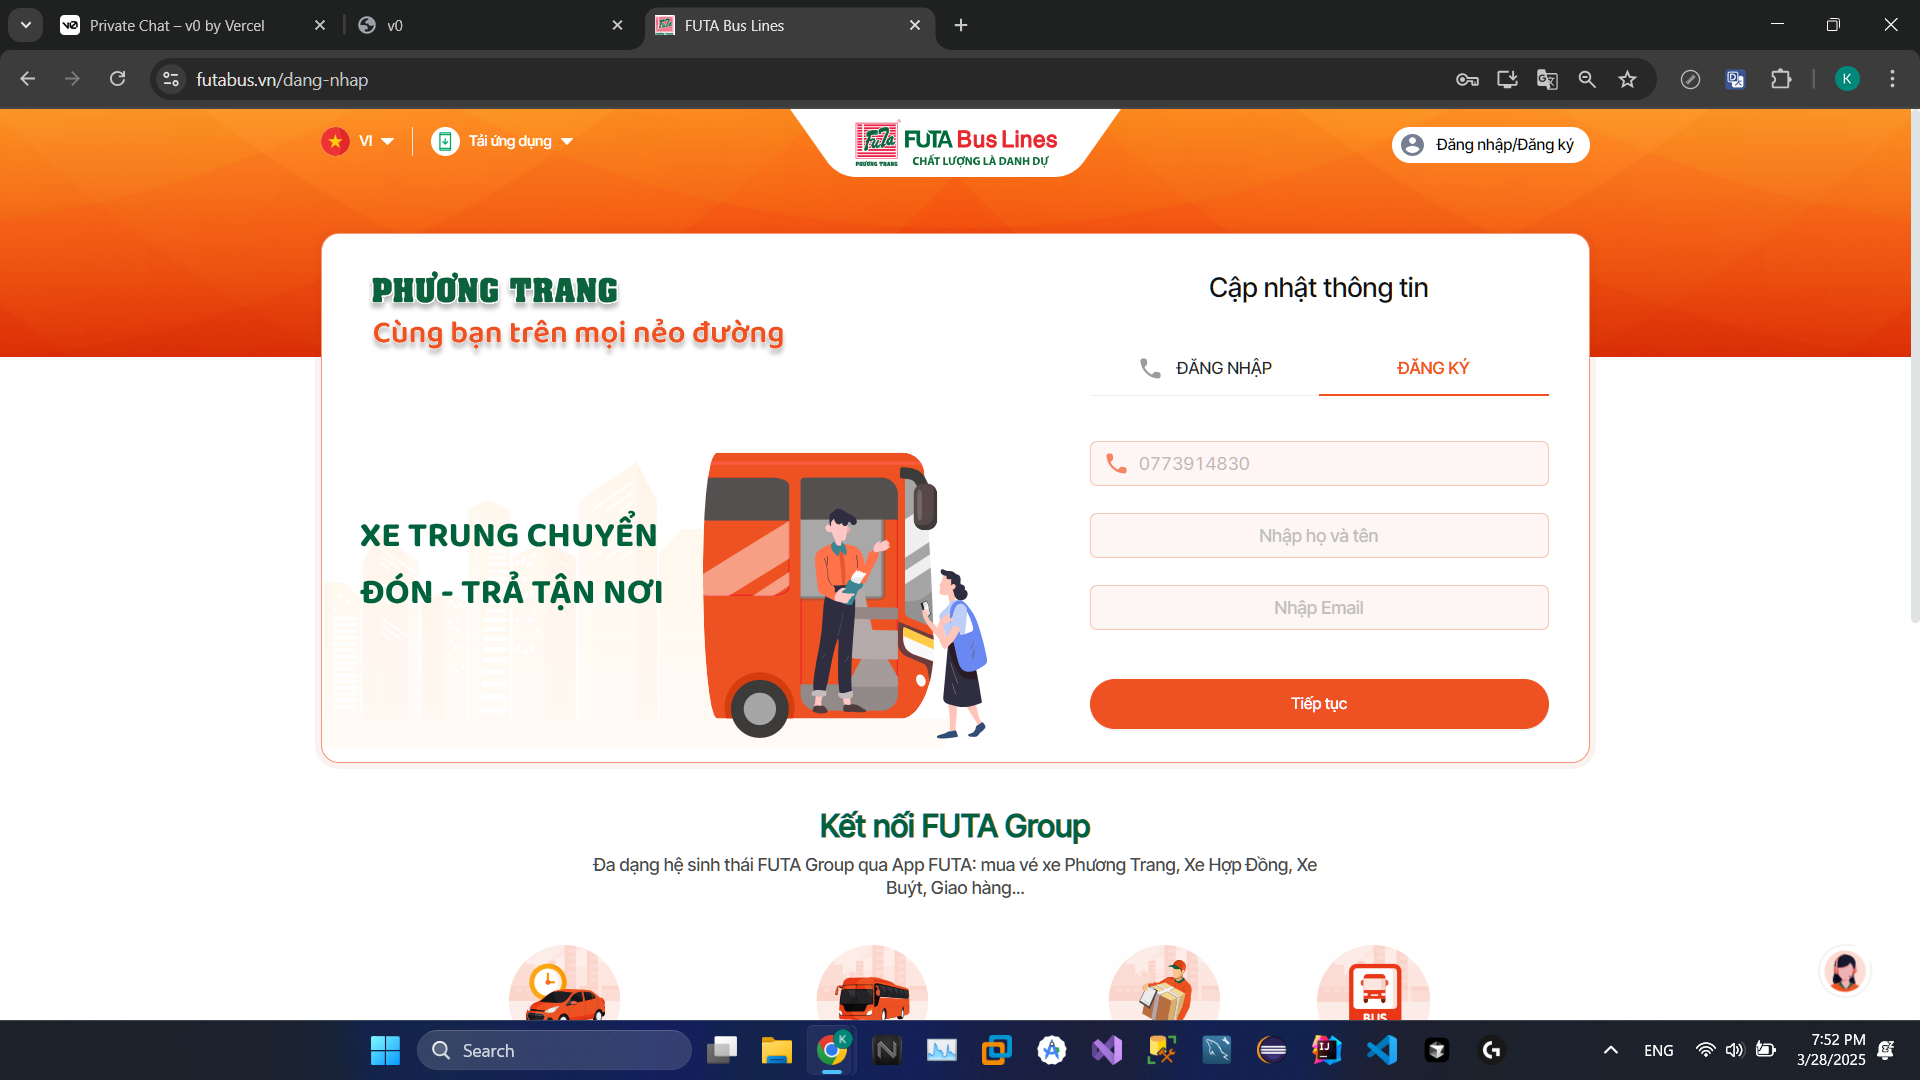 Private Chat – v0 by Vercel
v0
FUTA Bus Lines
futabus.vn/dang-nhap
K
VI
Tải ứng dụng
FuTa
PHƯƠNG TRANG
FUTA Bus Lines
CHẤT LƯỢNG LÀ DANH DỰ
Đăng nhập/Đăng ký
PHƯƠNG TRANG
Cùng bạn trên mọi nẻo đường
XE TRUNG CHUYỂN
ĐÓN - TRẢ TẬN NƠI
Cập nhật thông tin
ĐĂNG NHẬP
ĐĂNG KÝ
0773914830
Nhập họ và tên
Nhập Email
Tiếp tục
Kết nối FUTA Group
Đa dạng hệ sinh thái FUTA Group qua App FUTA: mua vé xe Phương Trang, Xe Hợp Đồng, Xe
Buýt, Giao hàng...
BUS
Search
ENG
7:52 PM
3/28/2025